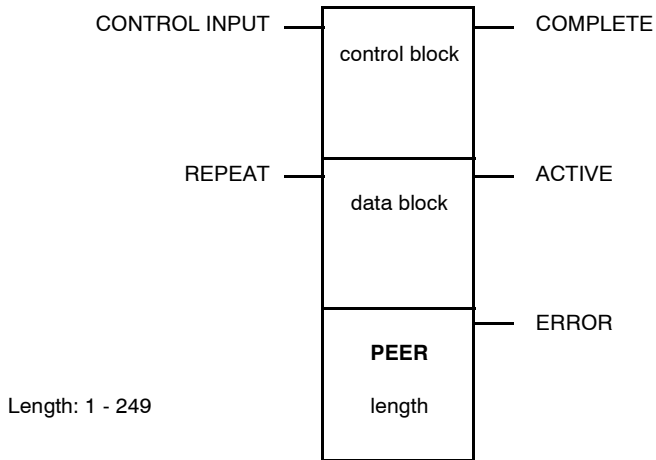 CONTROL INPUT
COMPLETE
control block
REPEAT
ACTIVE
data block
ERROR
PEER
Length: 1 - 249
length